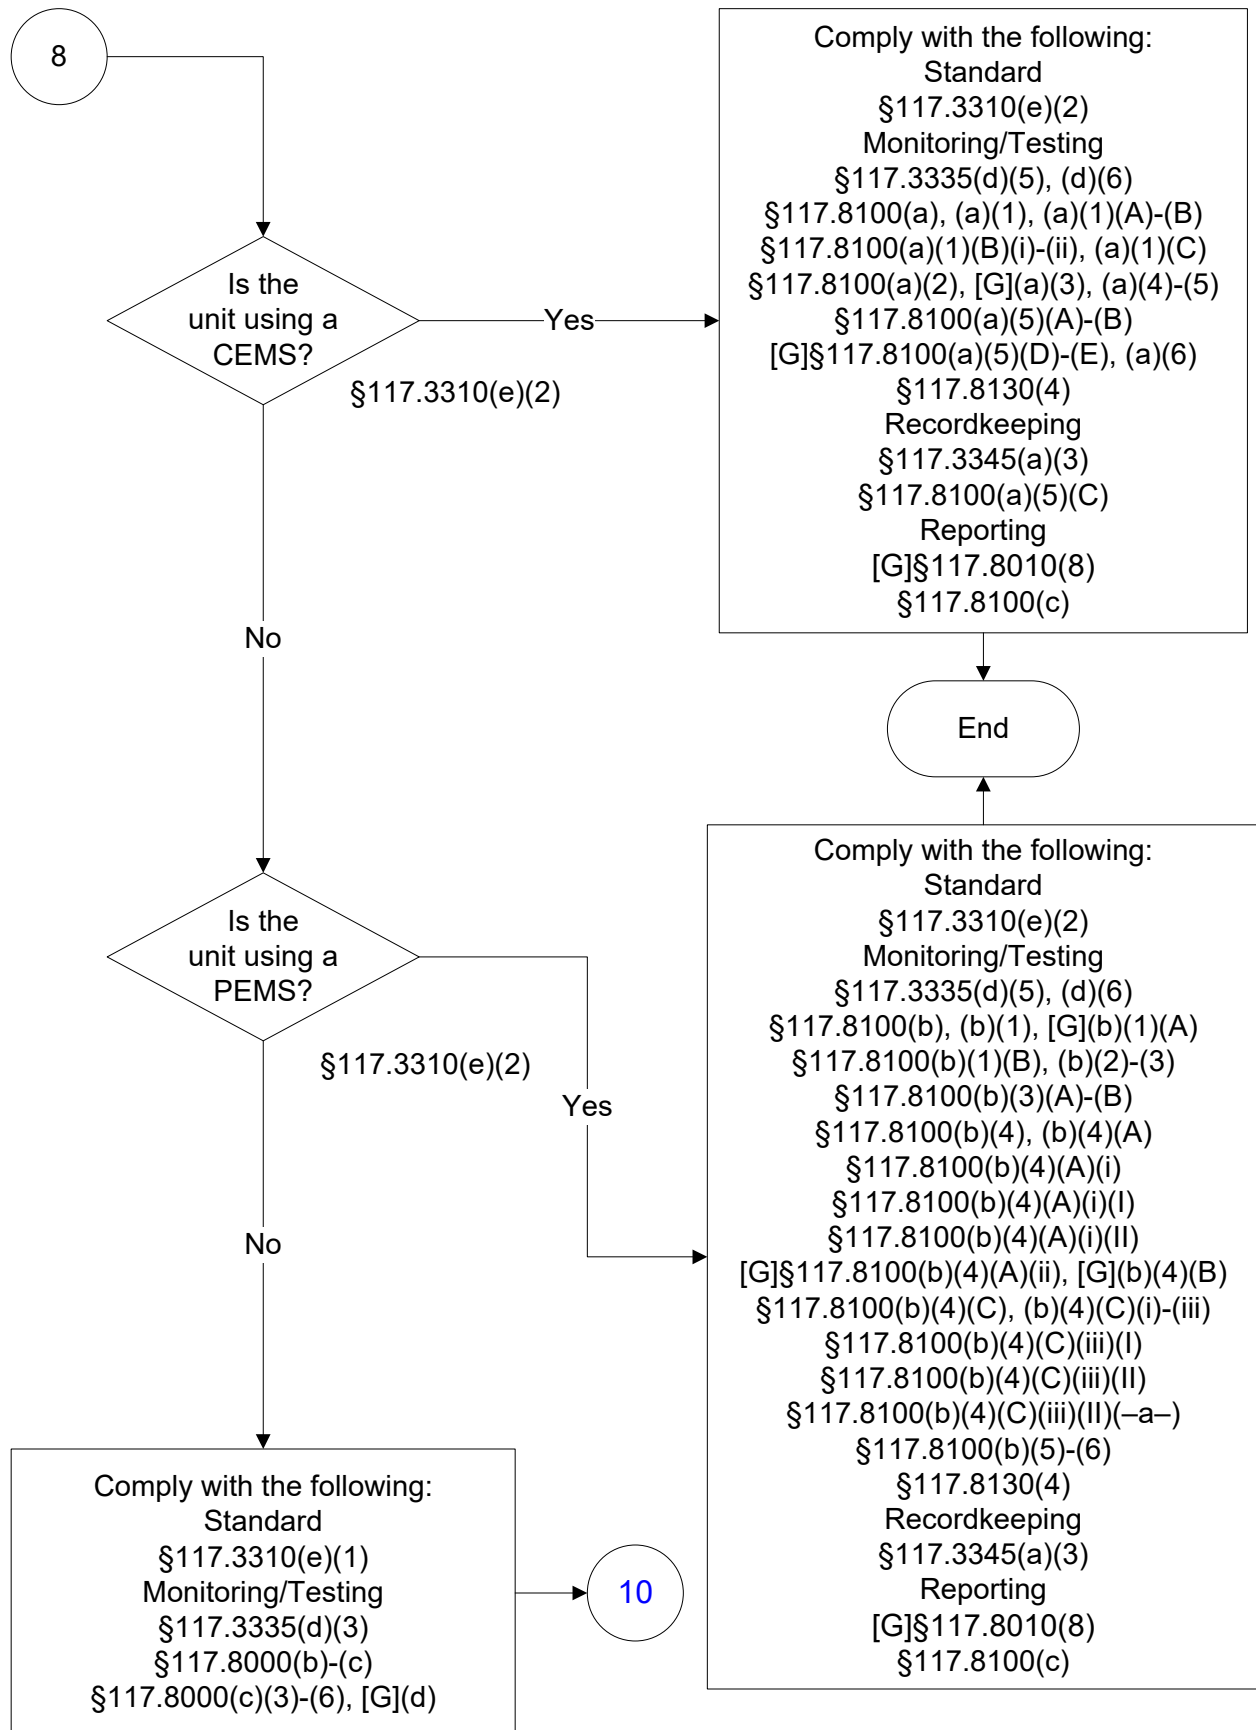 8
Comply with the following:
Standard
§117.3310(e)(2)
Monitoring/Testing
§117.3335(d)(5), (d)(6)
§117.8100(a), (a)(1), (a)(1)(A)-(B)
§117.8100(a)(1)(B)(i)-(ii), (a)(1)(C)
§117.8100(a)(2), [G](a)(3), (a)(4)-(5)
§117.8100(a)(5)(A)-(B)
[G]§117.8100(a)(5)(D)-(E), (a)(6)
§117.8130(4)
Recordkeeping
§117.3345(a)(3)
§117.8100(a)(5)(C)
Reporting
[G]§117.8010(8)
§117.8100(c)
Is the
unit using a
CEMS?
Yes
§117.3310(e)(2)
No
End
Is the
unit using a
PEMS?
§117.3310(e)(2)
Yes
No
Comply with the following:
Standard
§117.3310(e)(2)
Monitoring/Testing
§117.3335(d)(5), (d)(6)
§117.8100(b), (b)(1), [G](b)(1)(A)
§117.8100(b)(1)(B), (b)(2)-(3)
§117.8100(b)(3)(A)-(B)
§117.8100(b)(4), (b)(4)(A)
§117.8100(b)(4)(A)(i)
§117.8100(b)(4)(A)(i)(I)
§117.8100(b)(4)(A)(i)(II)
[G]§117.8100(b)(4)(A)(ii), [G](b)(4)(B)
§117.8100(b)(4)(C), (b)(4)(C)(i)-(iii)
§117.8100(b)(4)(C)(iii)(I)
§117.8100(b)(4)(C)(iii)(II)
§117.8100(b)(4)(C)(iii)(II)(–a–)
§117.8100(b)(5)-(6)
§117.8130(4)
Recordkeeping
§117.3345(a)(3)
Reporting
[G]§117.8010(8)
§117.8100(c)
Comply with the following:
Standard
§117.3310(e)(1)
Monitoring/Testing
§117.3335(d)(3)
§117.8000(b)-(c)
§117.8000(c)(3)-(6), [G](d)
10